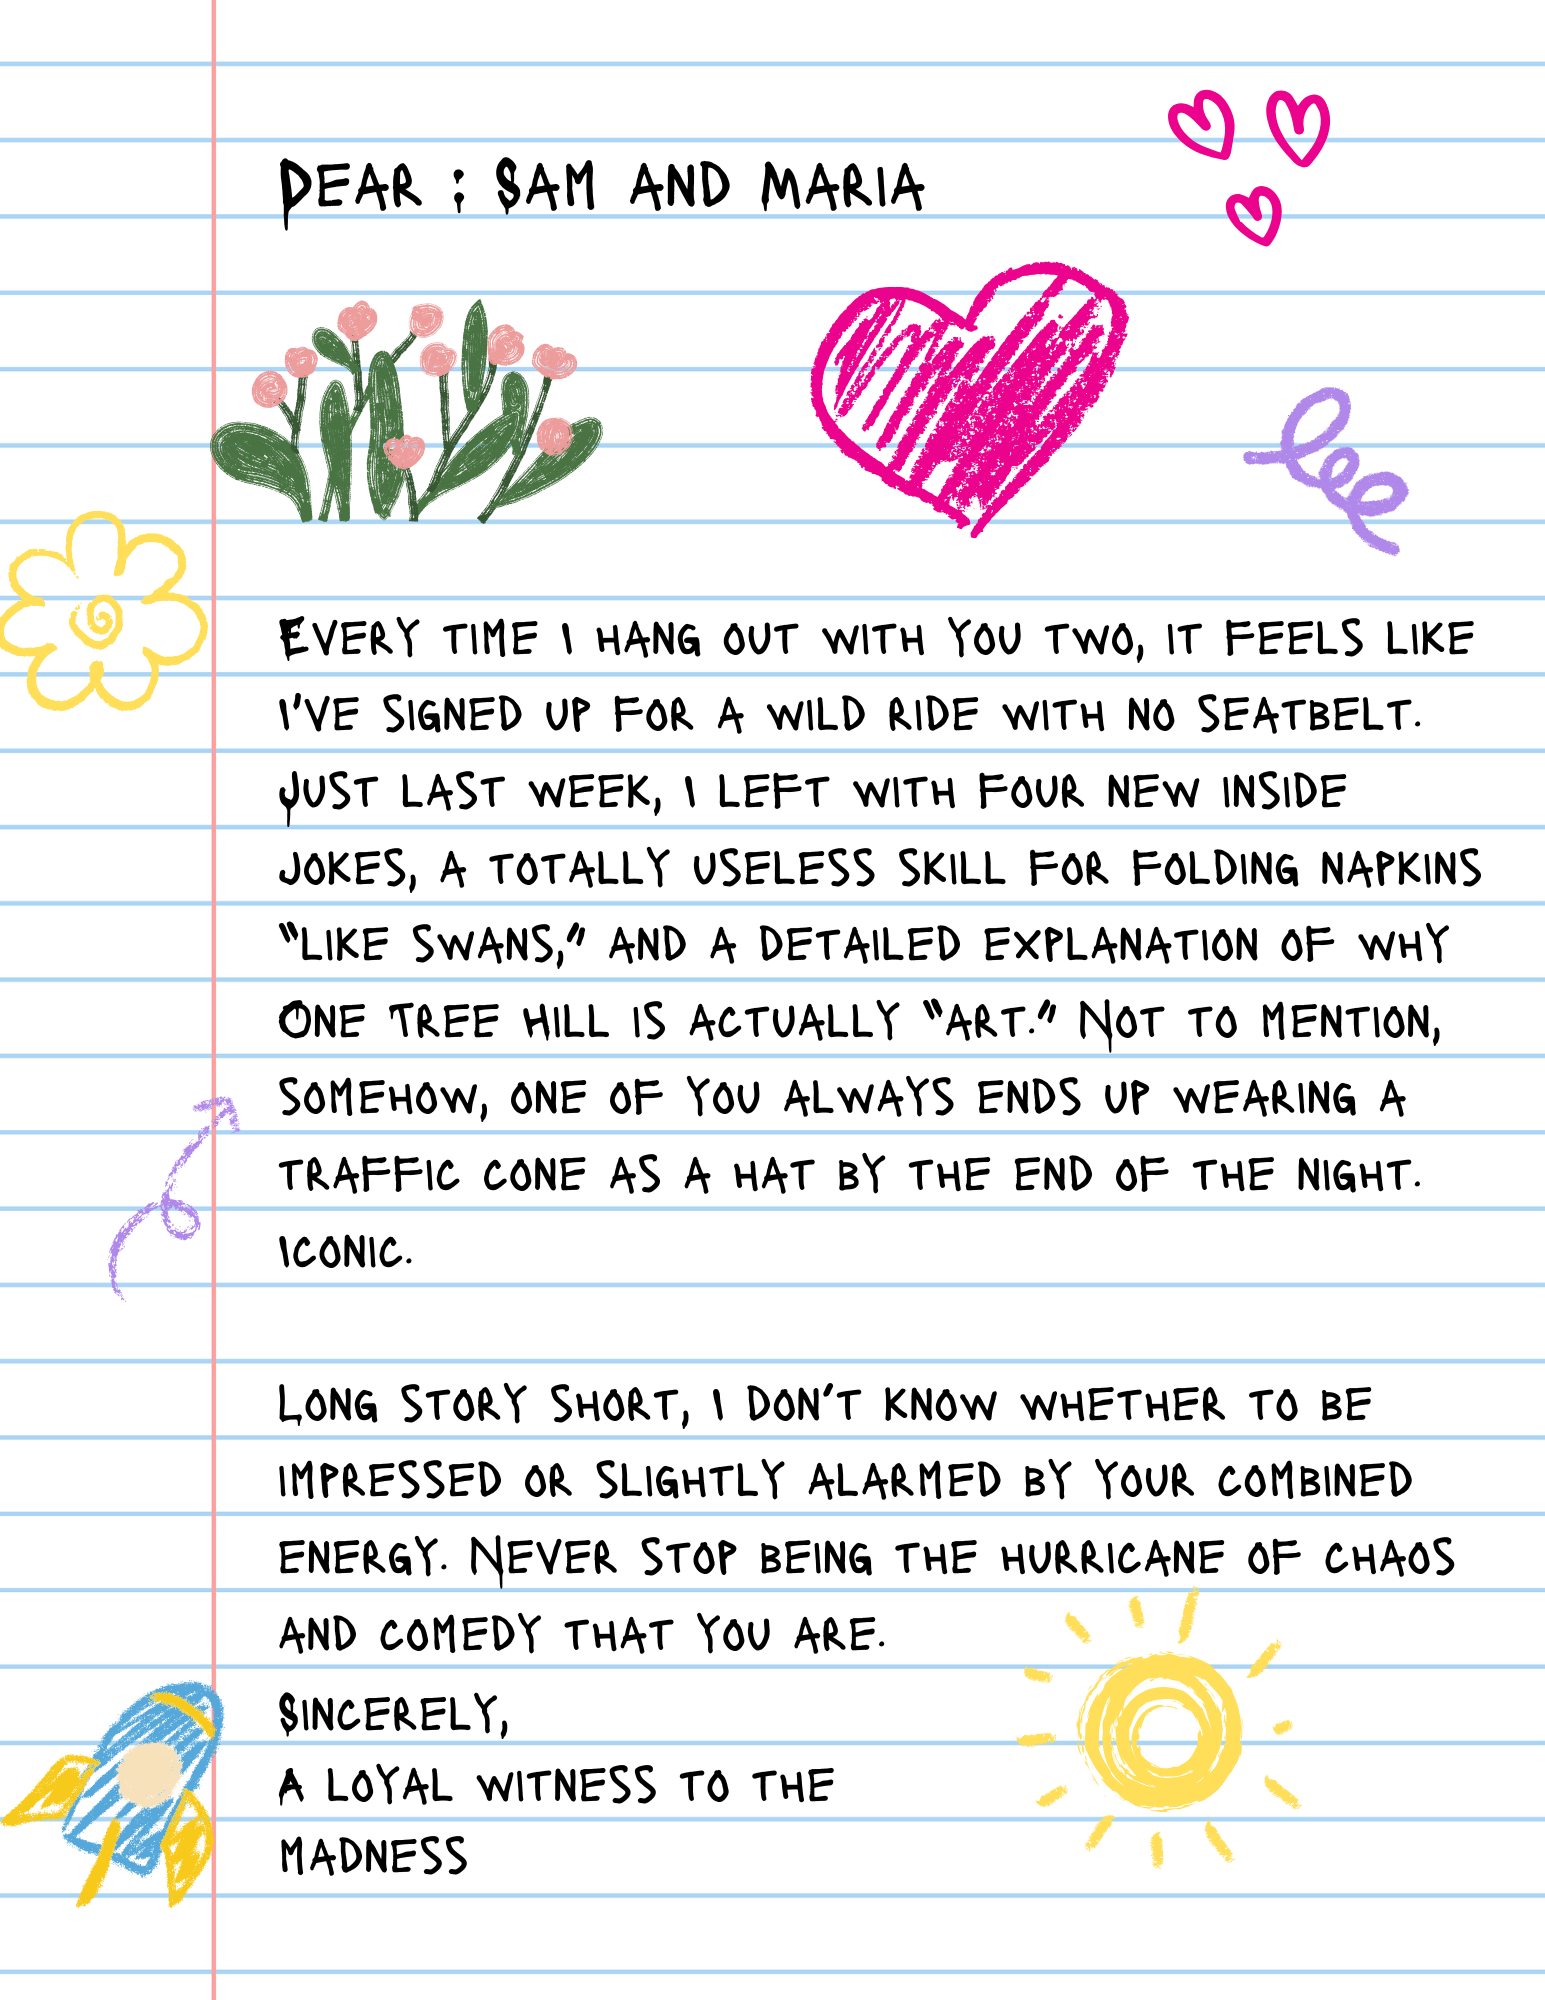 Dear : Sam and Maria
Every time I hang out with you two, it feels like
I've signed up for a wild ride with no seatbelt.
Just last week, I left with four new inside
jokes, a totally useless skill for folding napkins
"like swans," and a detailed explanation of why
One Tree Hill is actually "art." Not to mention,
somehow, one of you always ends up wearing a
traffic cone as a hat by the end of the night.
Iconic.
Long story short, I don't know whether to be
impressed or slightly alarmed by your combined
energy. Never stop being the hurricane of chaos
and comedy that you are.
Sincerely,
A loyal witness to the
madness